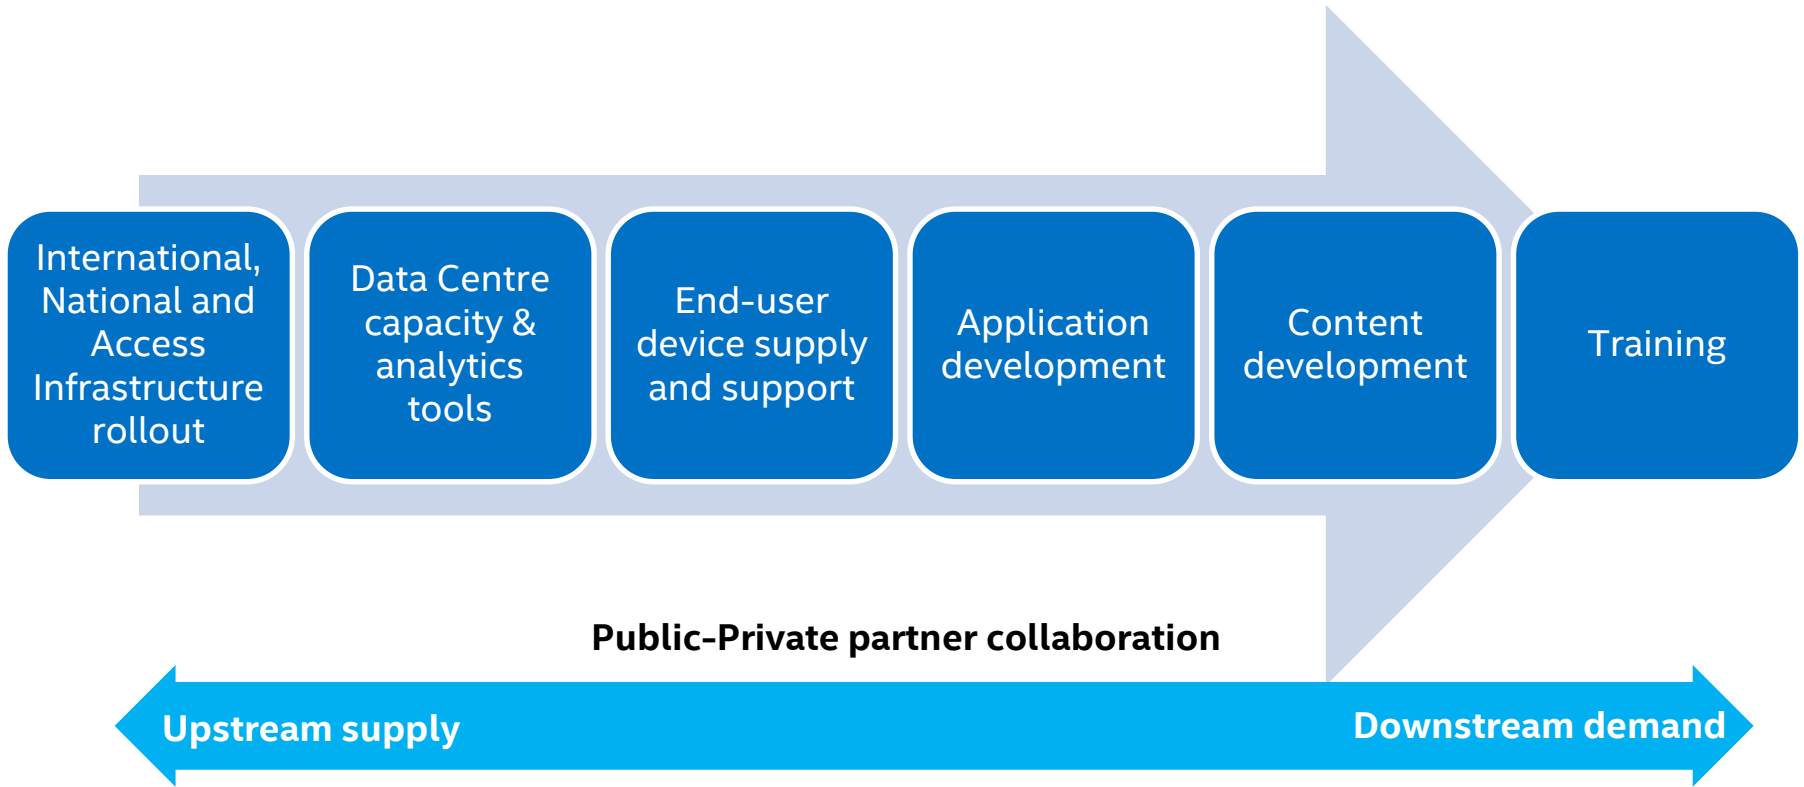 International,
National and
Access
Infrastructure
rollout
Data Centre
capacity &
analytics
tools
End-user
device supply
and support
Application
development
Content
development
Training
Public-Private partner collaboration
Upstream supply
Downstream demand